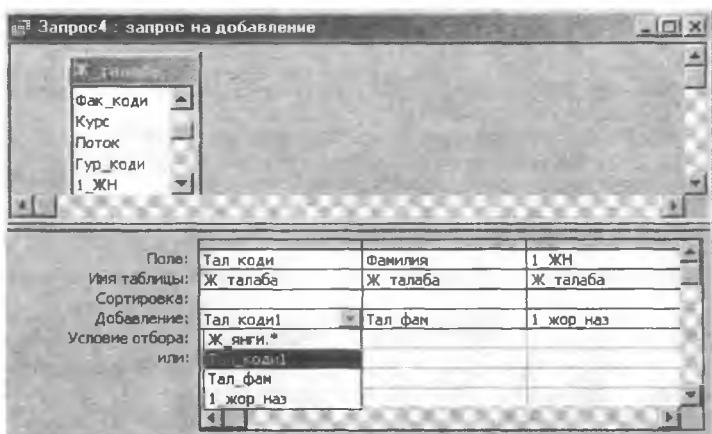 Запрос4 : запрос на добавление
Ж_талаба
Фак_коди
Курс
Поток
Гур_коди
1_ЖН
Поле: Тал_коди Фамилия 1_ЖН
Имя таблицы: Ж_талаба Ж_талаба Ж_талаба
Сортировка:
Добавление: Тал_коди1 Тал_фам 1_жор_наз
Условие отбора: Ж_янги.*
или: Тал_коди1
Тал_фам
1_жор_наз